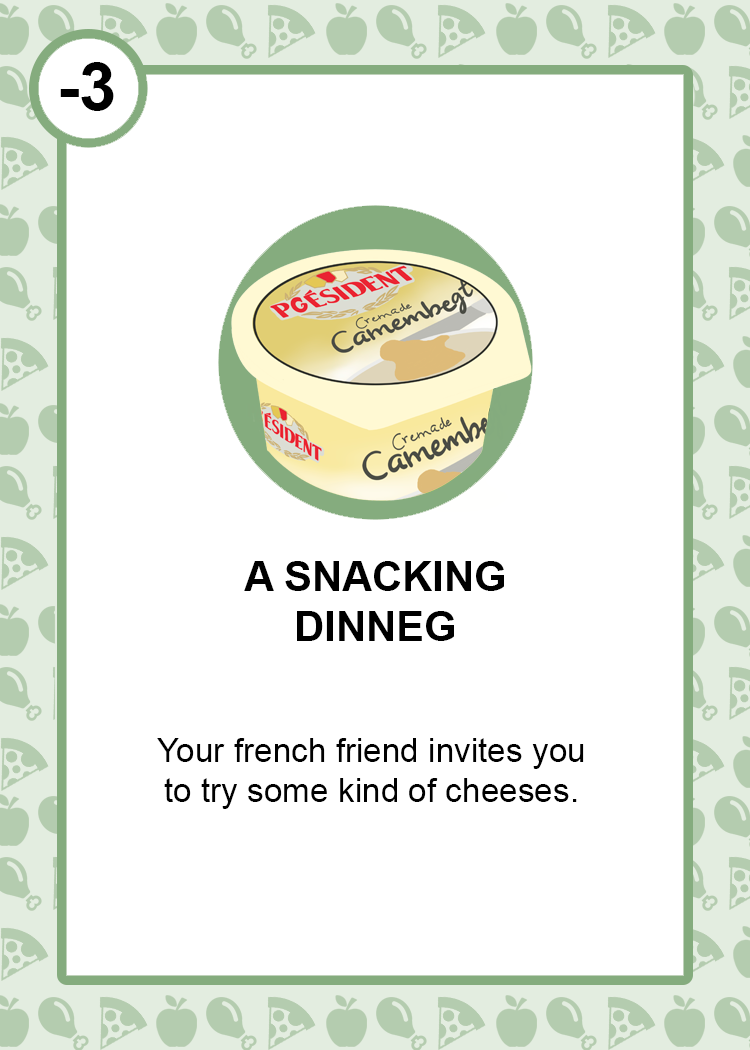 -3
PGÉSIDENT
Cremade
Camembegt
ÉSIDENT
Cremade
Camembe
A SNACKING
DINNEG
Your french friend invites you
to try some kind of cheeses.